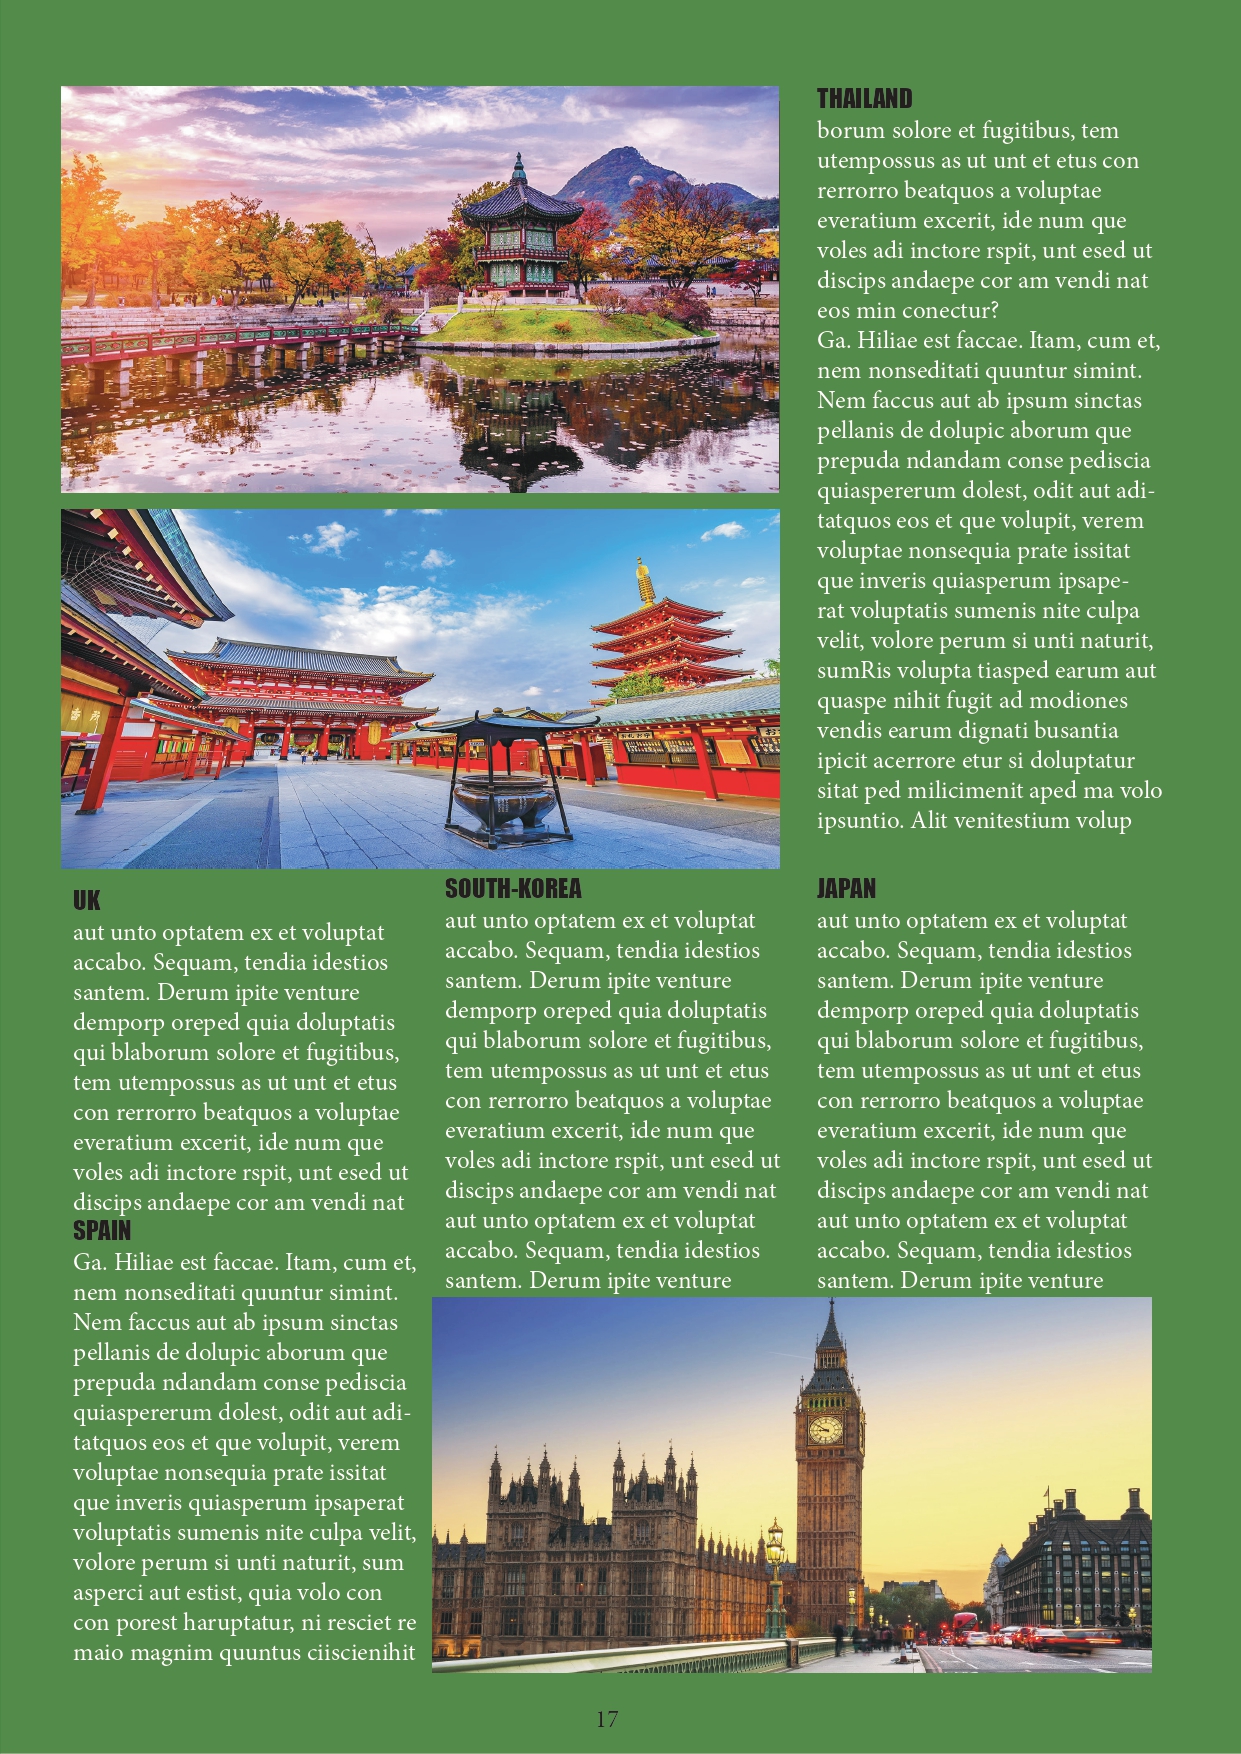 THAILAND
borum solore et fugitibus, tem
utempossus as ut unt et etus con
rerrorro beatquos a voluptae
everatium excerit, ide num que
voles adi inctore rspit, unt esed ut
discips andaepe cor am vendi nat
eos min conectur?
Ga. Hiliae est faccae. Itam, cum et,
nem nonseditati quuntur simint.
Nem faccus aut ab ipsum sinctas
pellanis de dolupic aborum que
prepuda ndandam conse pediscia
quiaspererum dolest, odit aut adi-
tatquos eos et que volupit, verem
voluptae nonsequia prate issitat
que inveris quiasperum ipsape-
rat voluptatis sumenis nite culpa
velit, volore perum si unti naturit,
sumRis volupta tiasped earum aut
quaspe nihit fugit ad modiones
vendis earum dignati busantia
ipicit acerrore etur si doluptatur
sitat ped milicimenit aped ma volo
ipsuntio. Alit venitestium volup
UK
aut unto optatem ex et voluptat
accabo. Sequam, tendia idestios
santem. Derum ipite venture
demporp oreped quia doluptatis
qui blaborum solore et fugitibus,
tem utempossus as ut unt et etus
con rerrorro beatquos a voluptae
everatium excerit, ide num que
voles adi inctore rspit, unt esed ut
discips andaepe cor am vendi nat
SPAIN
Ga. Hiliae est faccae. Itam, cum et,
nem nonseditati quuntur simint.
Nem faccus aut ab ipsum sinctas
pellanis de dolupic aborum que
prepuda ndandam conse pediscia
quiaspererum dolest, odit aut adi-
tatquos eos et que volupit, verem
voluptae nonsequia prate issitat
que inveris quiasperum ipsaperat
voluptatis sumenis nite culpa velit,
volore perum si unti naturit, sum
asperci aut estist, quia volo con
con porest haruptatur, ni resciet re
maio magnim quuntus ciiscienihit
SOUTH-KOREA
aut unto optatem ex et voluptat
accabo. Sequam, tendia idestios
santem. Derum ipite venture
demporp oreped quia doluptatis
qui blaborum solore et fugitibus,
tem utempossus as ut unt et etus
con rerrorro beatquos a voluptae
everatium excerit, ide num que
voles adi inctore rspit, unt esed ut
discips andaepe cor am vendi nat
aut unto optatem ex et voluptat
accabo. Sequam, tendia idestios
santem. Derum ipite venture
JAPAN
aut unto optatem ex et voluptat
accabo. Sequam, tendia idestios
santem. Derum ipite venture
demporp oreped quia doluptatis
qui blaborum solore et fugitibus,
tem utempossus as ut unt et etus
con rerrorro beatquos a voluptae
everatium excerit, ide num que
voles adi inctore rspit, unt esed ut
discips andaepe cor am vendi nat
aut unto optatem ex et voluptat
accabo. Sequam, tendia idestios
santem. Derum ipite venture
17